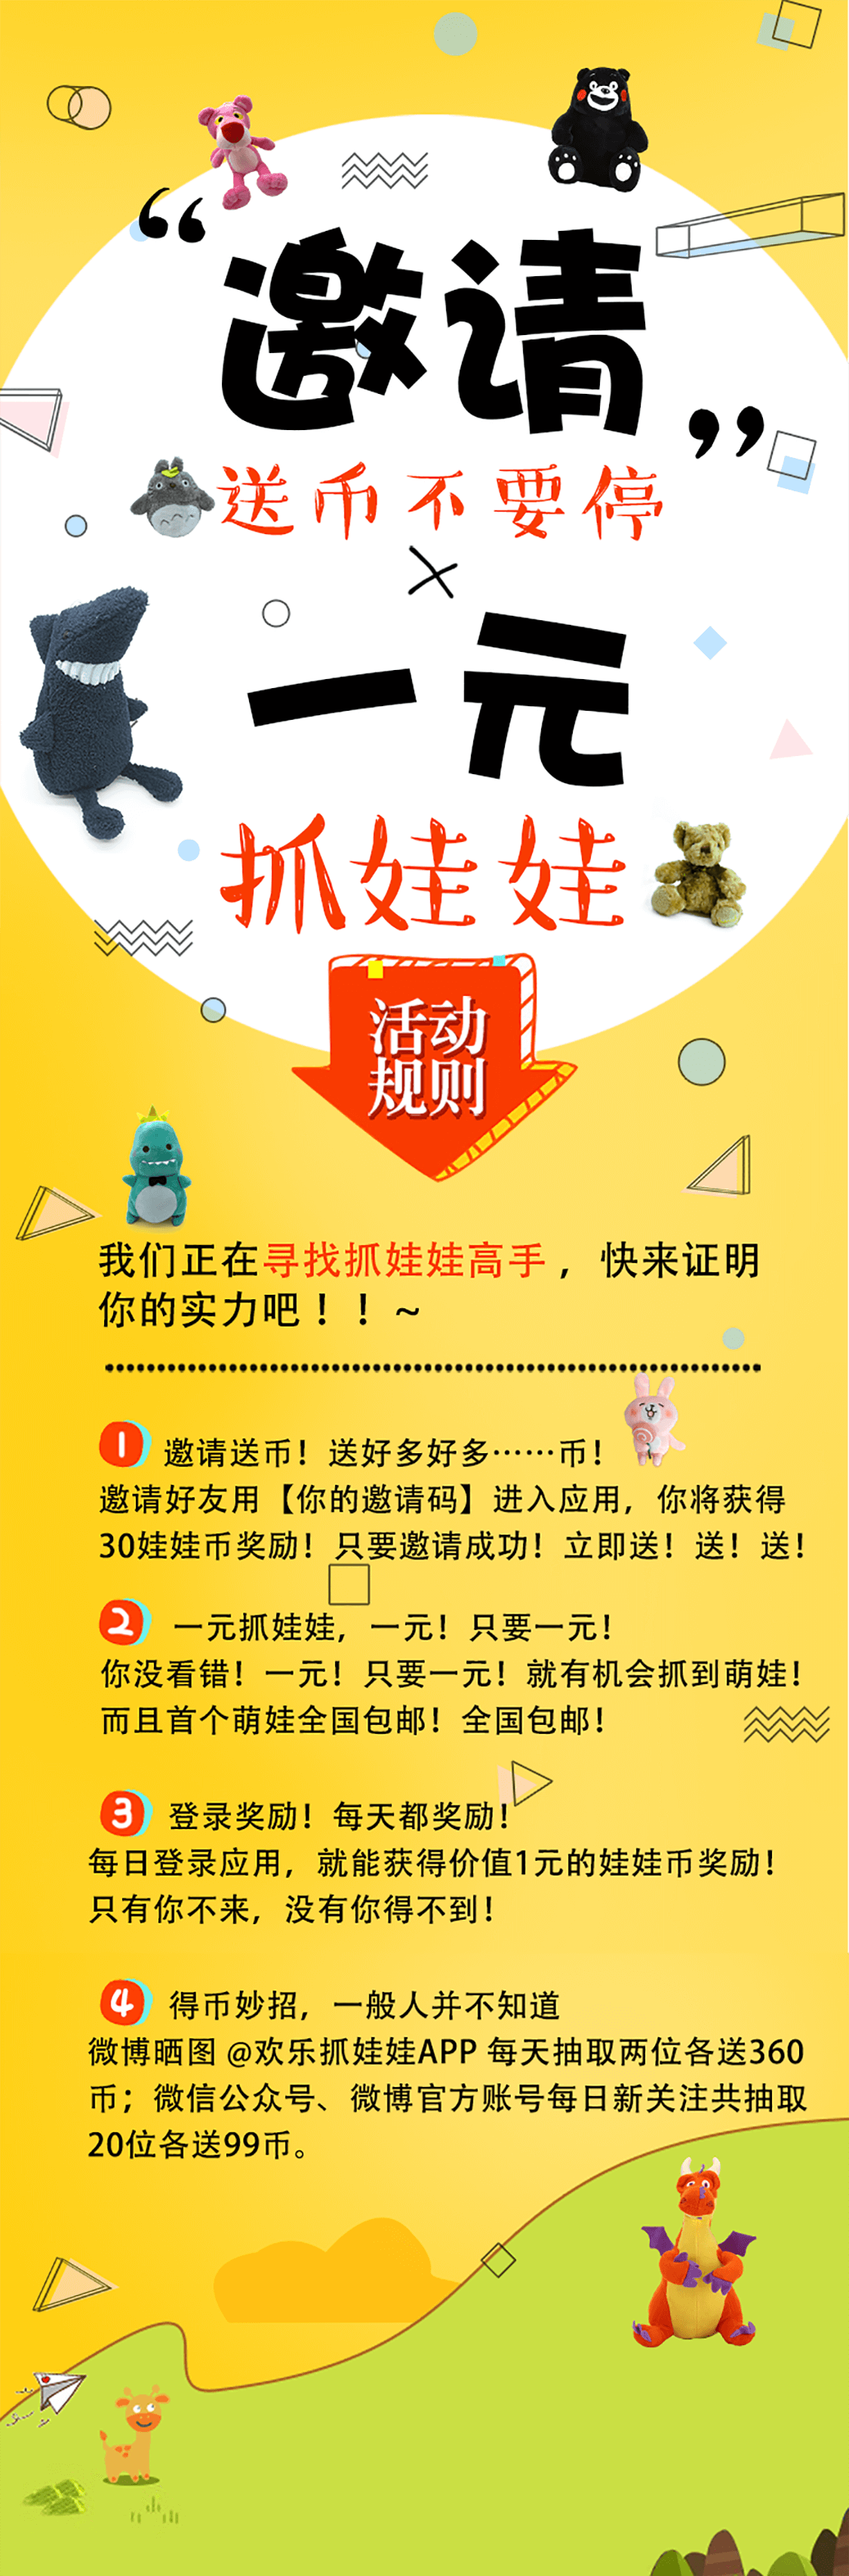 “邀请”
送币不要停
×
一元
抓娃娃
活动
规则
我们正在寻找抓娃娃高手，快来证明
你的实力吧！！~
1 邀请送币！送好多好多……币！
邀请好友用【你的邀请码】进入应用，你将获得
30娃娃币奖励！只要邀请成功！立即送！送！送！
2 一元抓娃娃，一元！只要一元！
你没看错！一元！只要一元！就有机会抓到萌娃！
而且首个萌娃全国包邮！全国包邮！
3 登录奖励！每天都奖励！
每日登录应用，就能获得价值1元的娃娃币奖励！
只有你不来，没有你得不到！
4 得币妙招，一般人并不知道
微博晒图 @欢乐抓娃娃APP 每天抽取两位各送360
币；微信公众号、微博官方账号每日新关注共抽取
20位各送99币。